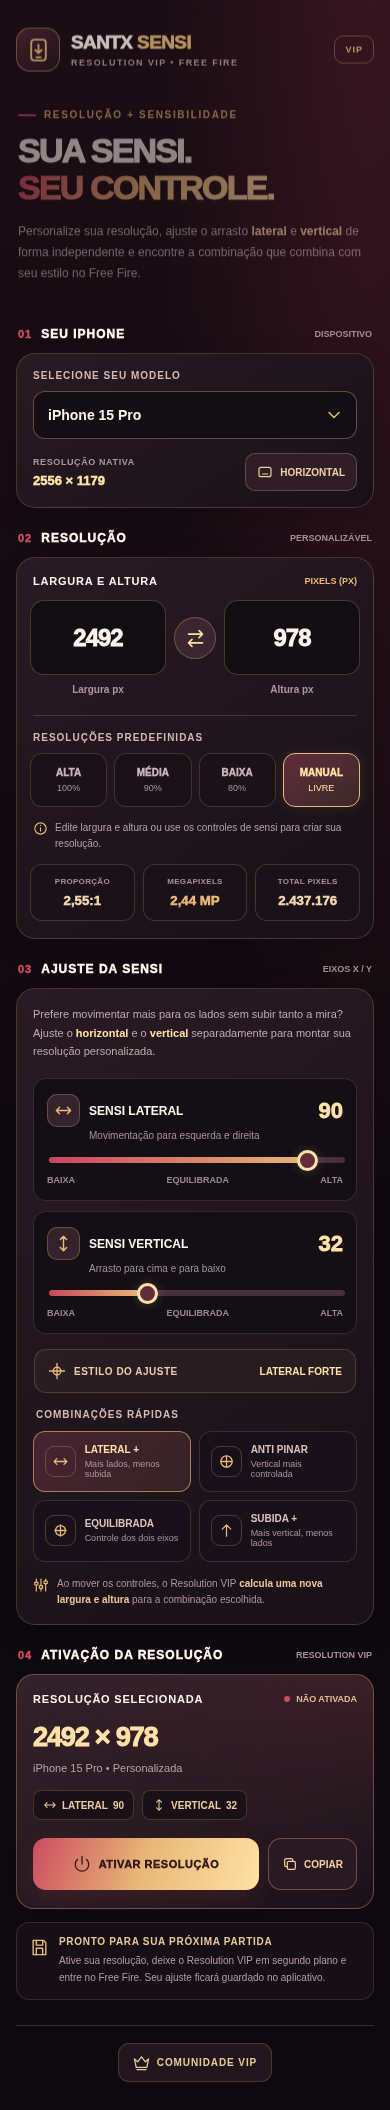 SANTX SENSI
RESOLUTION VIP • FREE FIRE
VIP
RESOLUÇÃO + SENSIBILIDADE
SUA SENSI.
SEU CONTROLE.
Personalize sua resolução, ajuste o arrasto lateral e vertical de
forma independente e encontre a combinação que combina com
seu estilo no Free Fire.
01 SEU IPHONE
DISPOSITIVO
SELECIONE SEU MODELO
iPhone 15 Pro
RESOLUÇÃO NATIVA
2556 × 1179
HORIZONTAL
02 RESOLUÇÃO
PERSONALIZÁVEL
LARGURA E ALTURA
PIXELS (PX)
2492
978
Largura px
Altura px
RESOLUÇÕES PREDEFINIDAS
ALTA
100%
MÉDIA
90%
BAIXA
80%
MANUAL
LIVRE
Edite largura e altura ou use os controles de sensi para criar sua
resolução.
PROPORÇÃO
2,55:1
MEGAPIXELS
2,44 MP
TOTAL PIXELS
2.437.176
03 AJUSTE DA SENSI
EIXOS X / Y
Prefere movimentar mais para os lados sem subir tanto a mira?
Ajuste o horizontal e o vertical separadamente para montar sua
resolução personalizada.
SENSI LATERAL
90
Movimentação para esquerda e direita
BAIXA
EQUILIBRADA
ALTA
SENSI VERTICAL
32
Arrasto para cima e para baixo
BAIXA
EQUILIBRADA
ALTA
ESTILO DO AJUSTE
LATERAL FORTE
COMBINAÇÕES RÁPIDAS
LATERAL +
Mais lados, menos
subida
ANTI PINAR
Vertical mais
controlada
EQUILIBRADA
Controle dos dois eixos
SUBIDA +
Mais vertical, menos
lados
Ao mover os controles, o Resolution VIP calcula uma nova
largura e altura para a combinação escolhida.
04 ATIVAÇÃO DA RESOLUÇÃO
RESOLUTION VIP
RESOLUÇÃO SELECIONADA
NÃO ATIVADA
2492 × 978
iPhone 15 Pro • Personalizada
LATERAL 90
VERTICAL 32
ATIVAR RESOLUÇÃO
COPIAR
PRONTO PARA SUA PRÓXIMA PARTIDA
Ative sua resolução, deixe o Resolution VIP em segundo plano e
entre no Free Fire. Seu ajuste ficará guardado no aplicativo.
COMUNIDADE VIP